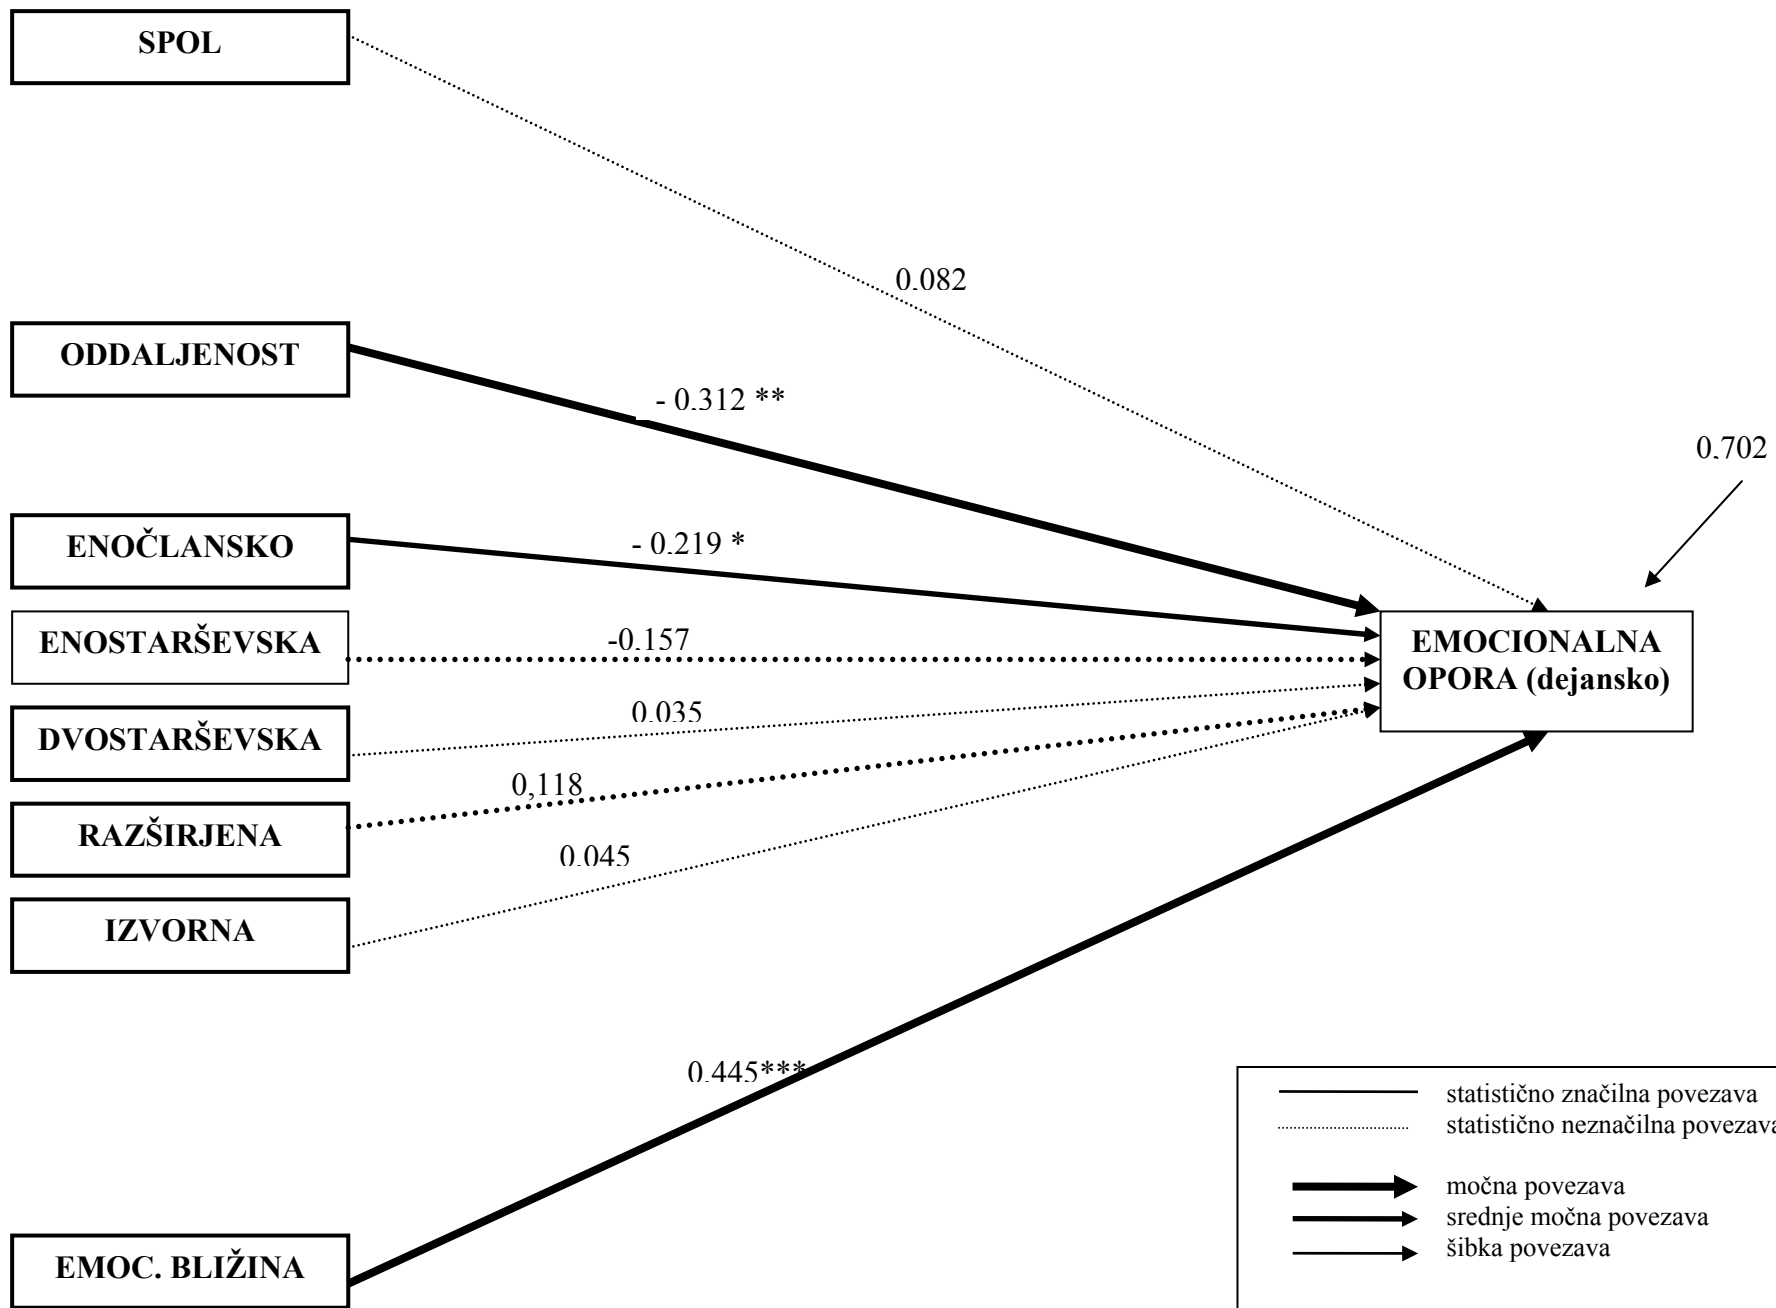 SPOL
0.082
ODDALJENOST
- 0.312 **
0.702
ENOČLANSKO
- 0.219 *
ENOSTARŠEVSKA
-0.157
EMOCIONALNA
OPORA (dejansko)
DVOSTARŠEVSKA
0.035
0,118
RAZŠIRJENA
0.045
IZVORNA
0.445***
statistično značilna povezava
statistično neznačilna povezava
močna povezava
srednje močna povezava
šibka povezava
EMOC. BLIŽINA